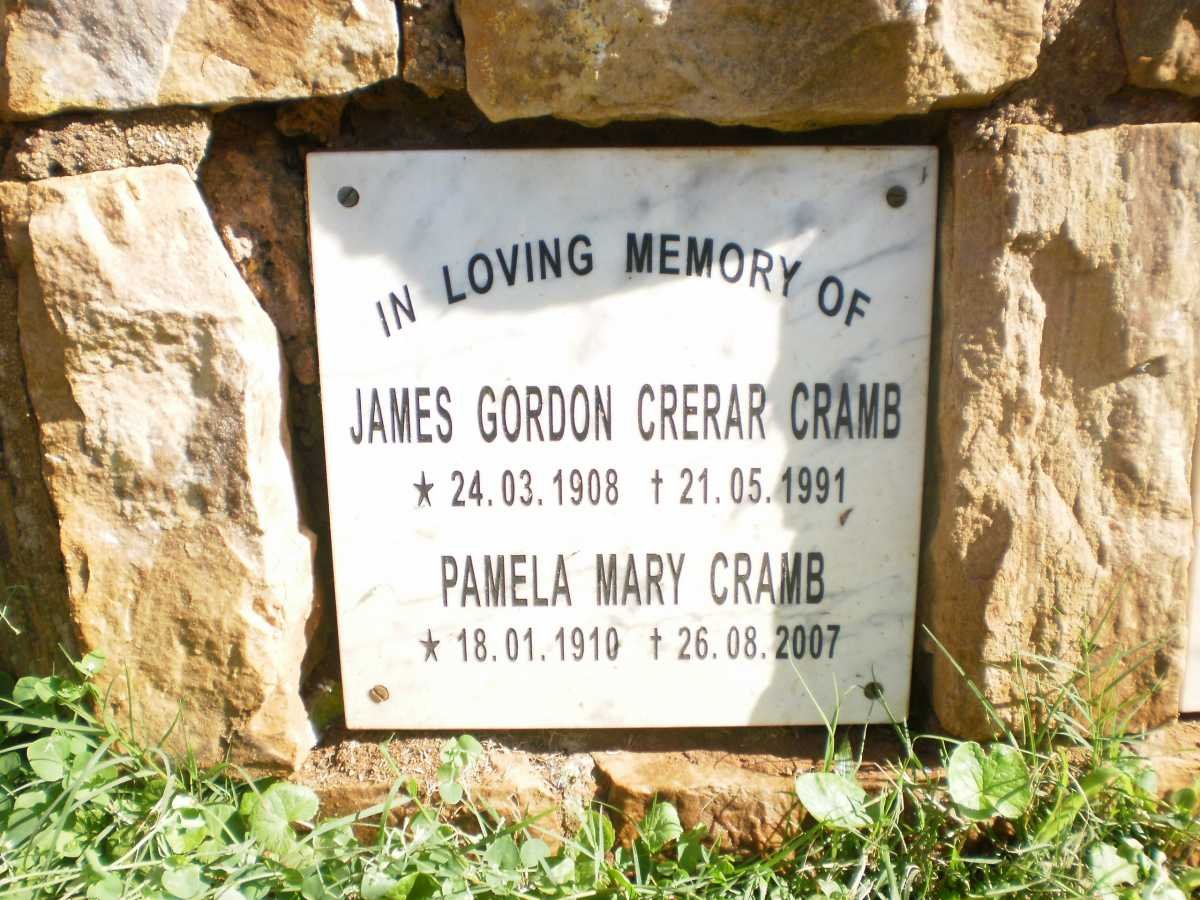 IN LOVING MEMORY OF
JAMES GORDON CRERAR CRAMB
★ 24.03.1908 † 21.05.1991
PAMELA MARY CRAMB
★ 18.01.1910 † 26.08.2007